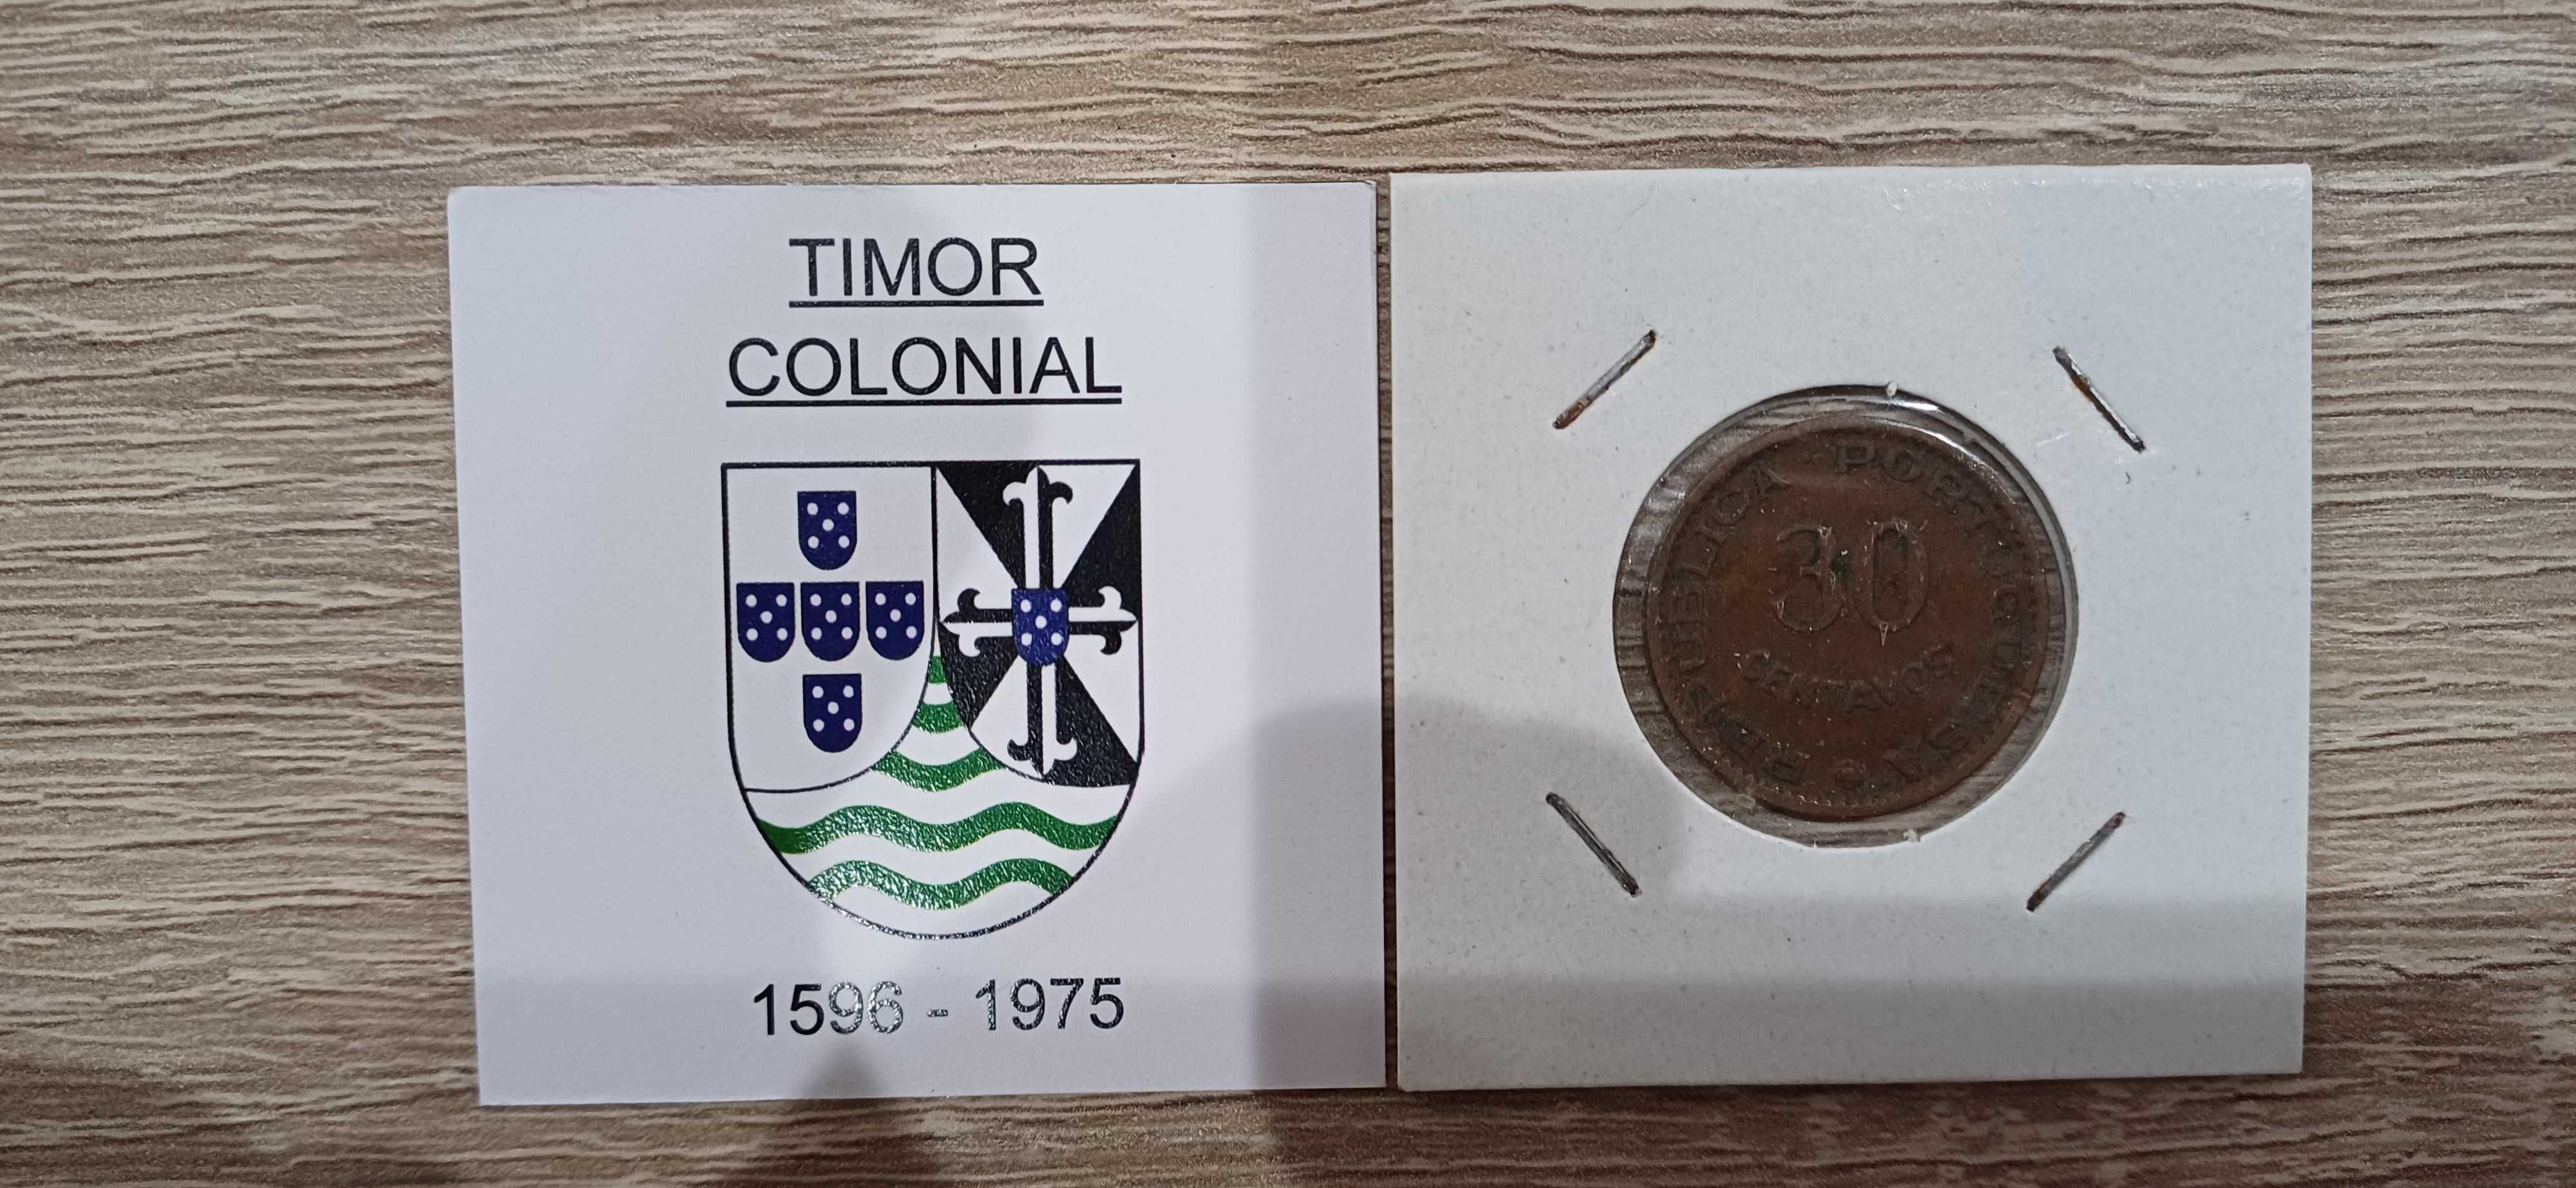 TIMOR
COLONIAL
1596 - 1975
REPUBLICA PORTUGUESA
30
CENTAVOS